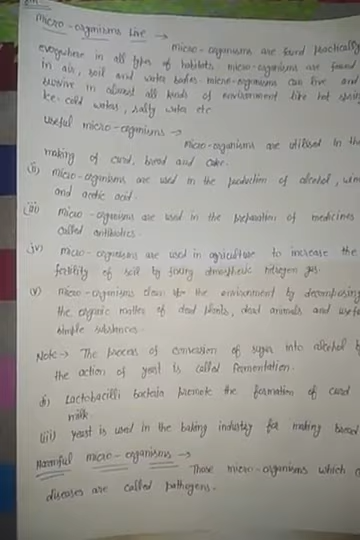 Micro-organisms Live →
micro-organisms are found practically
everywhere in all types of habitats, micro-organisms are found
in air, soil and water bodies micro-organisms can live and
survive in almost all kinds of environment like hot spring
Ice-cold water, salty water etc
useful micro-organisms →
micro-organisms are utilised in the
making of curd, bread and cake.
(ii) micro-organisms are used in the production of alcohol, wine
and acetic acid.
(iii) micro-organisms are used in the preparation of medicines
called antibiotics.
(iv) micro-organisms are used in agriculture to increase the
fertility of soil by fixing atmospheric nitrogen gas.
(v) micro-organisms clean up the environment by decomposing
the organic matter of dead plants, dead animals and
simple substances.
Note → The process of conversion of sugar into alcohol by
the action of yeast is called fermentation.
Lactobacilli bacteria promote the formation of curd
milk.
(iii) Yeast is used in the baking industry for making bread
Harmful micro-organisms →
Those micro-organisms which
diseases are called pathogens.